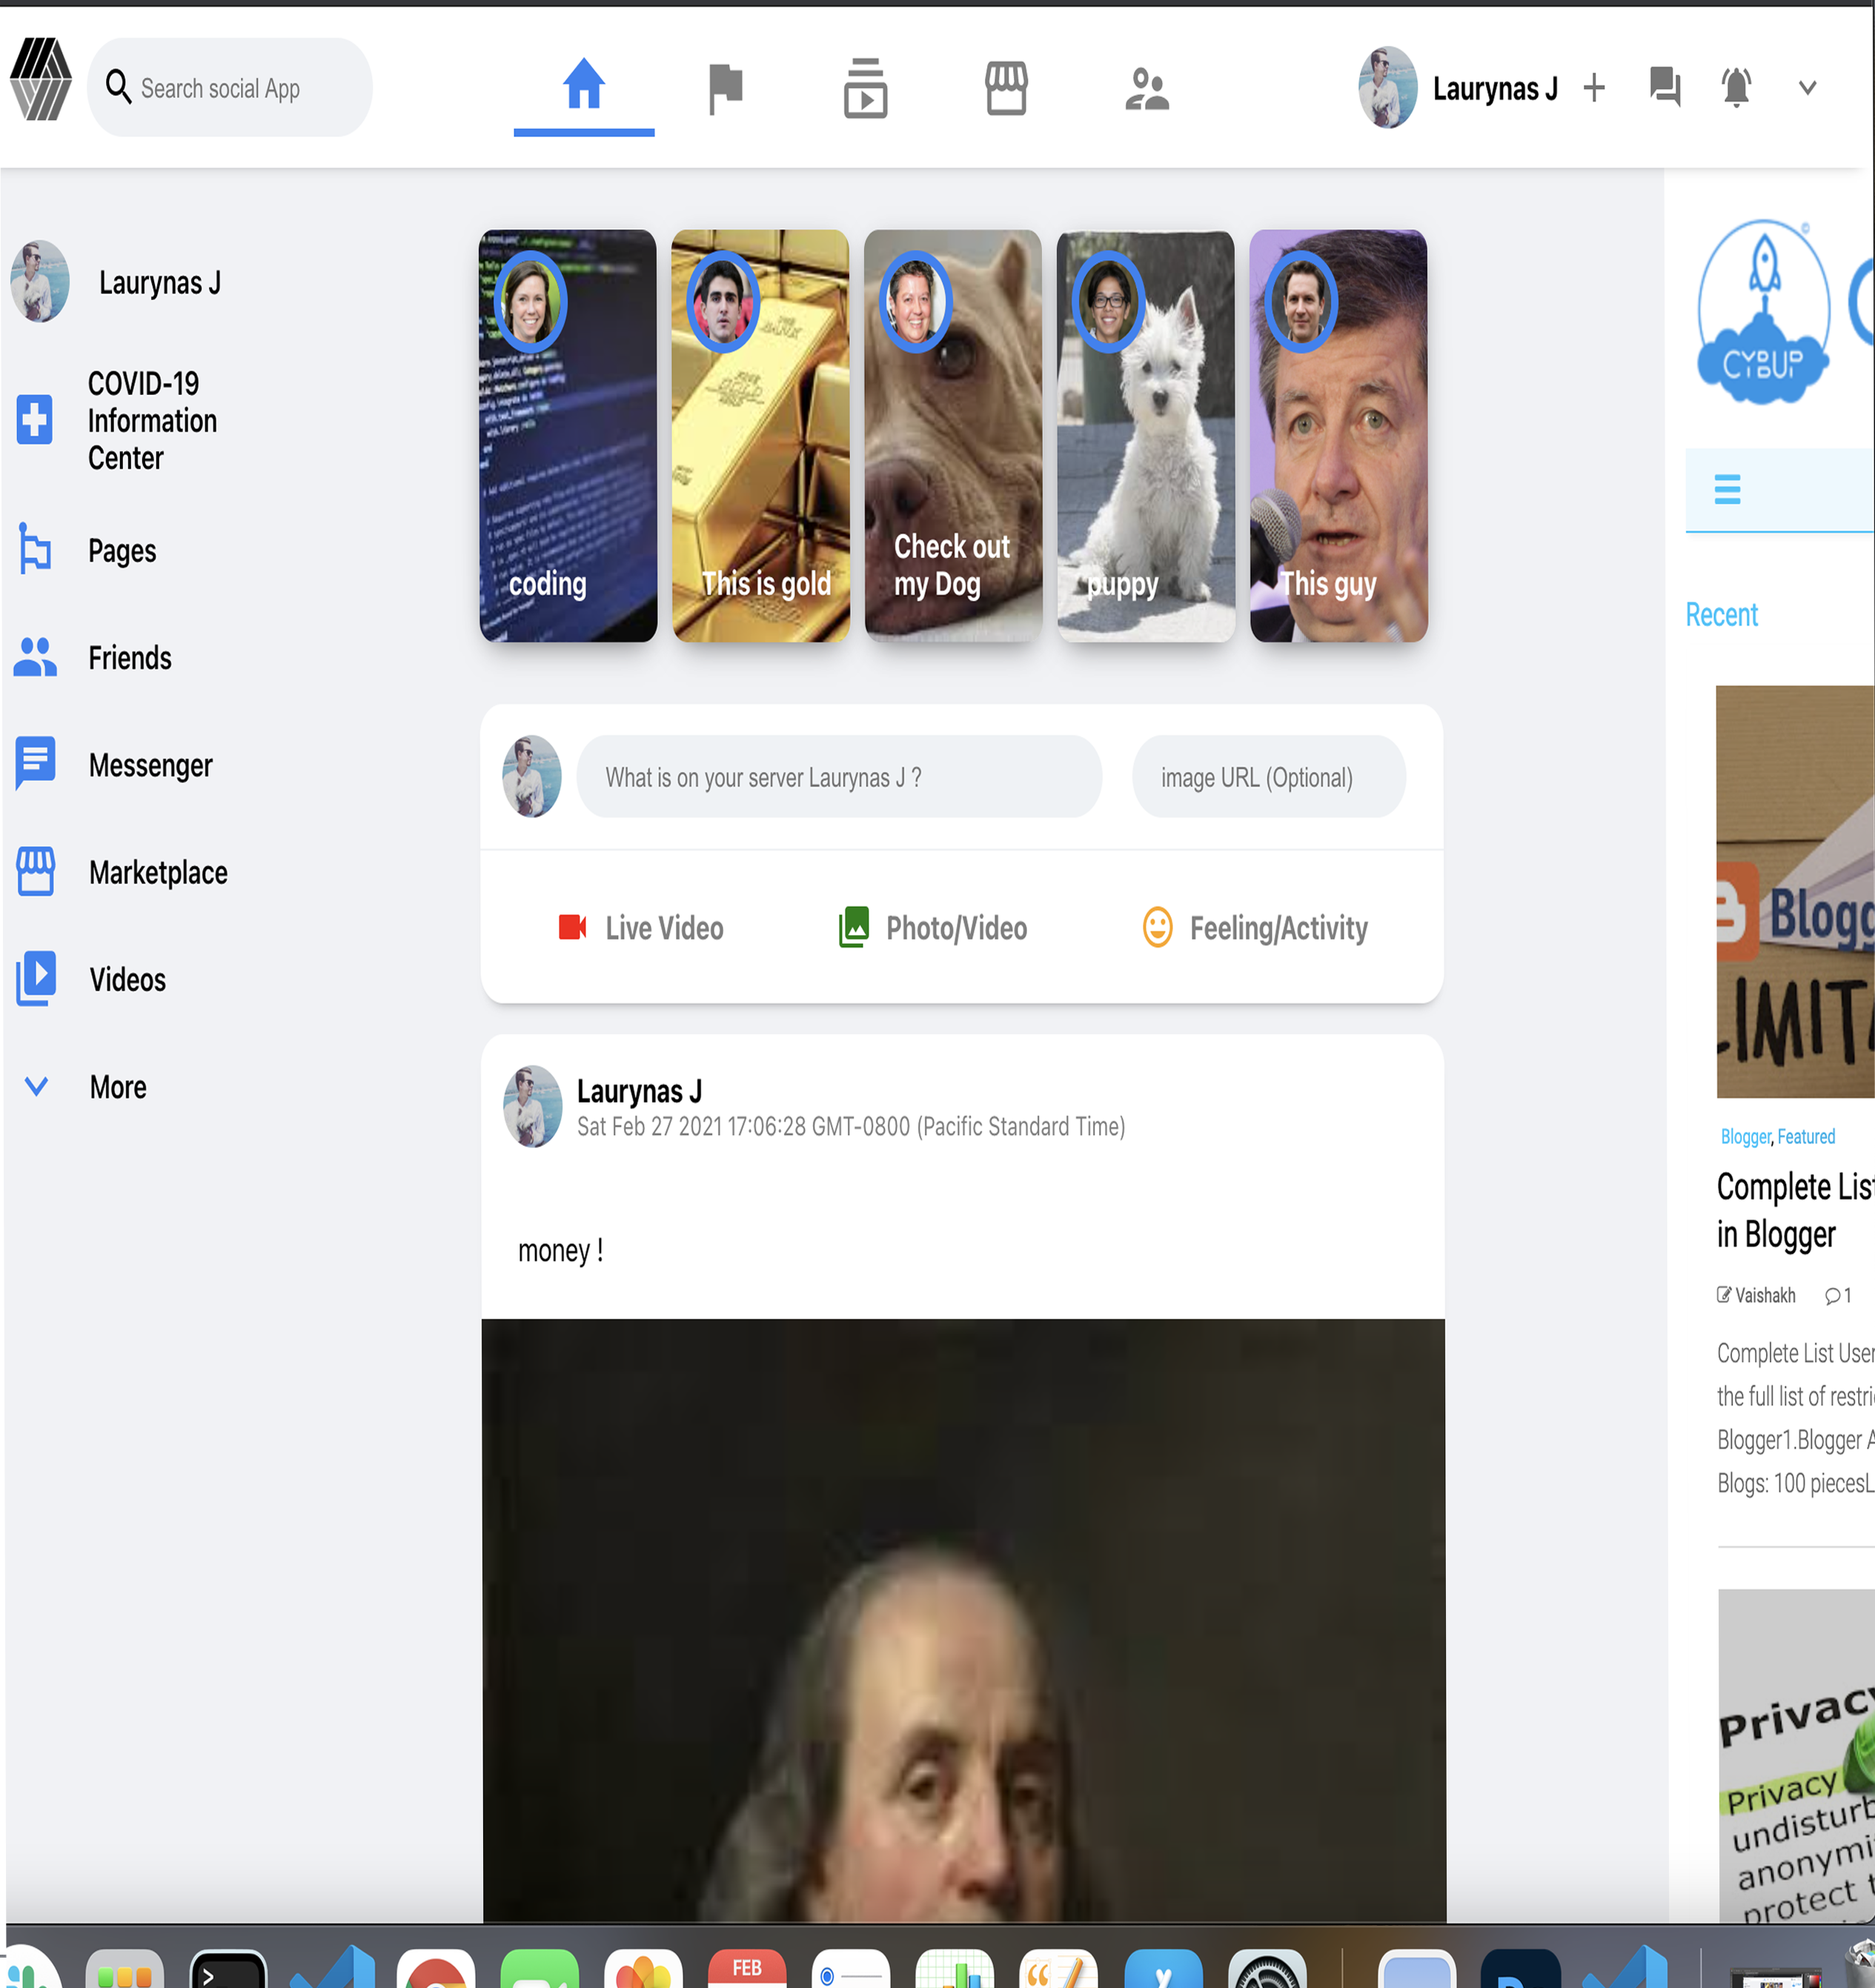 Search social App
Laurynas J
Laurynas J
COVID-19
Information
Center
Pages
Friends
Messenger
Marketplace
Videos
More
coding
This is gold
Check out
my Dog
puppy
This guy
What is on your server Laurynas J ?
image URL (Optional)
Live Video
Photo/Video
Feeling/Activity
Laurynas J
Sat Feb 27 2021 17:06:28 GMT-0800 (Pacific Standard Time)
money !
CYBUP
Recent
Blogg
IMIT
Blogger, Featured
Complete List
in Blogger
Vaishakh 1
Complete List User
the full list of restri
Blogger1.Blogger A
Blogs: 100 piecesL
Privacy
Privacy
undisturb
anonymi
protect t
FEB